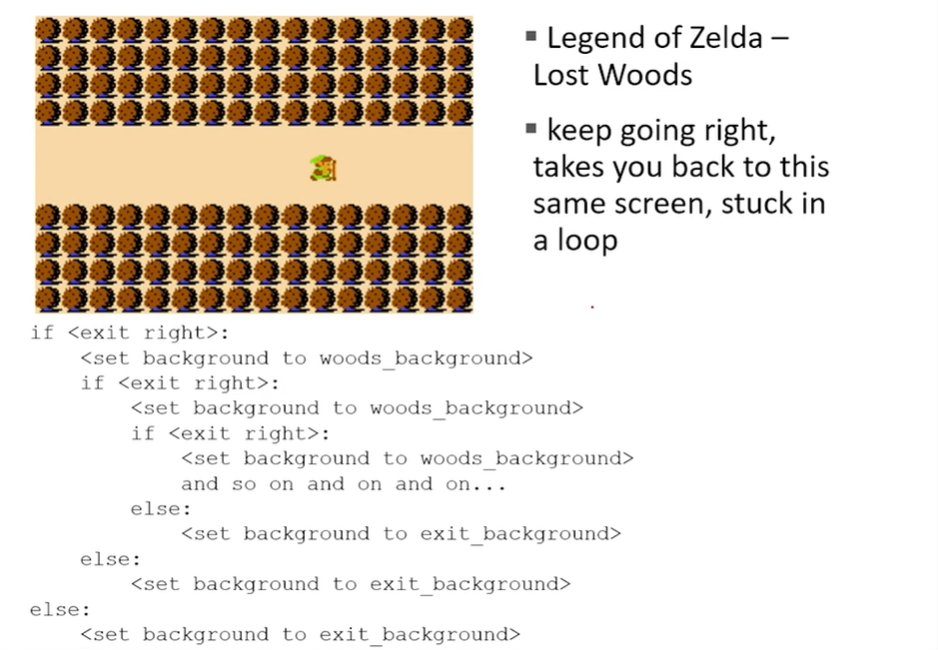 ▪ Legend of Zelda –
Lost Woods
▪ keep going right,
takes you back to this
same screen, stuck in
a loop
if <exit right>:
    <set background to woods_background>
    if <exit right>:
        <set background to woods_background>
        if <exit right>:
            <set background to woods_background>
            and so on and on and on...
        else:
            <set background to exit_background>
    else:
        <set background to exit_background>
else:
    <set background to exit_background>